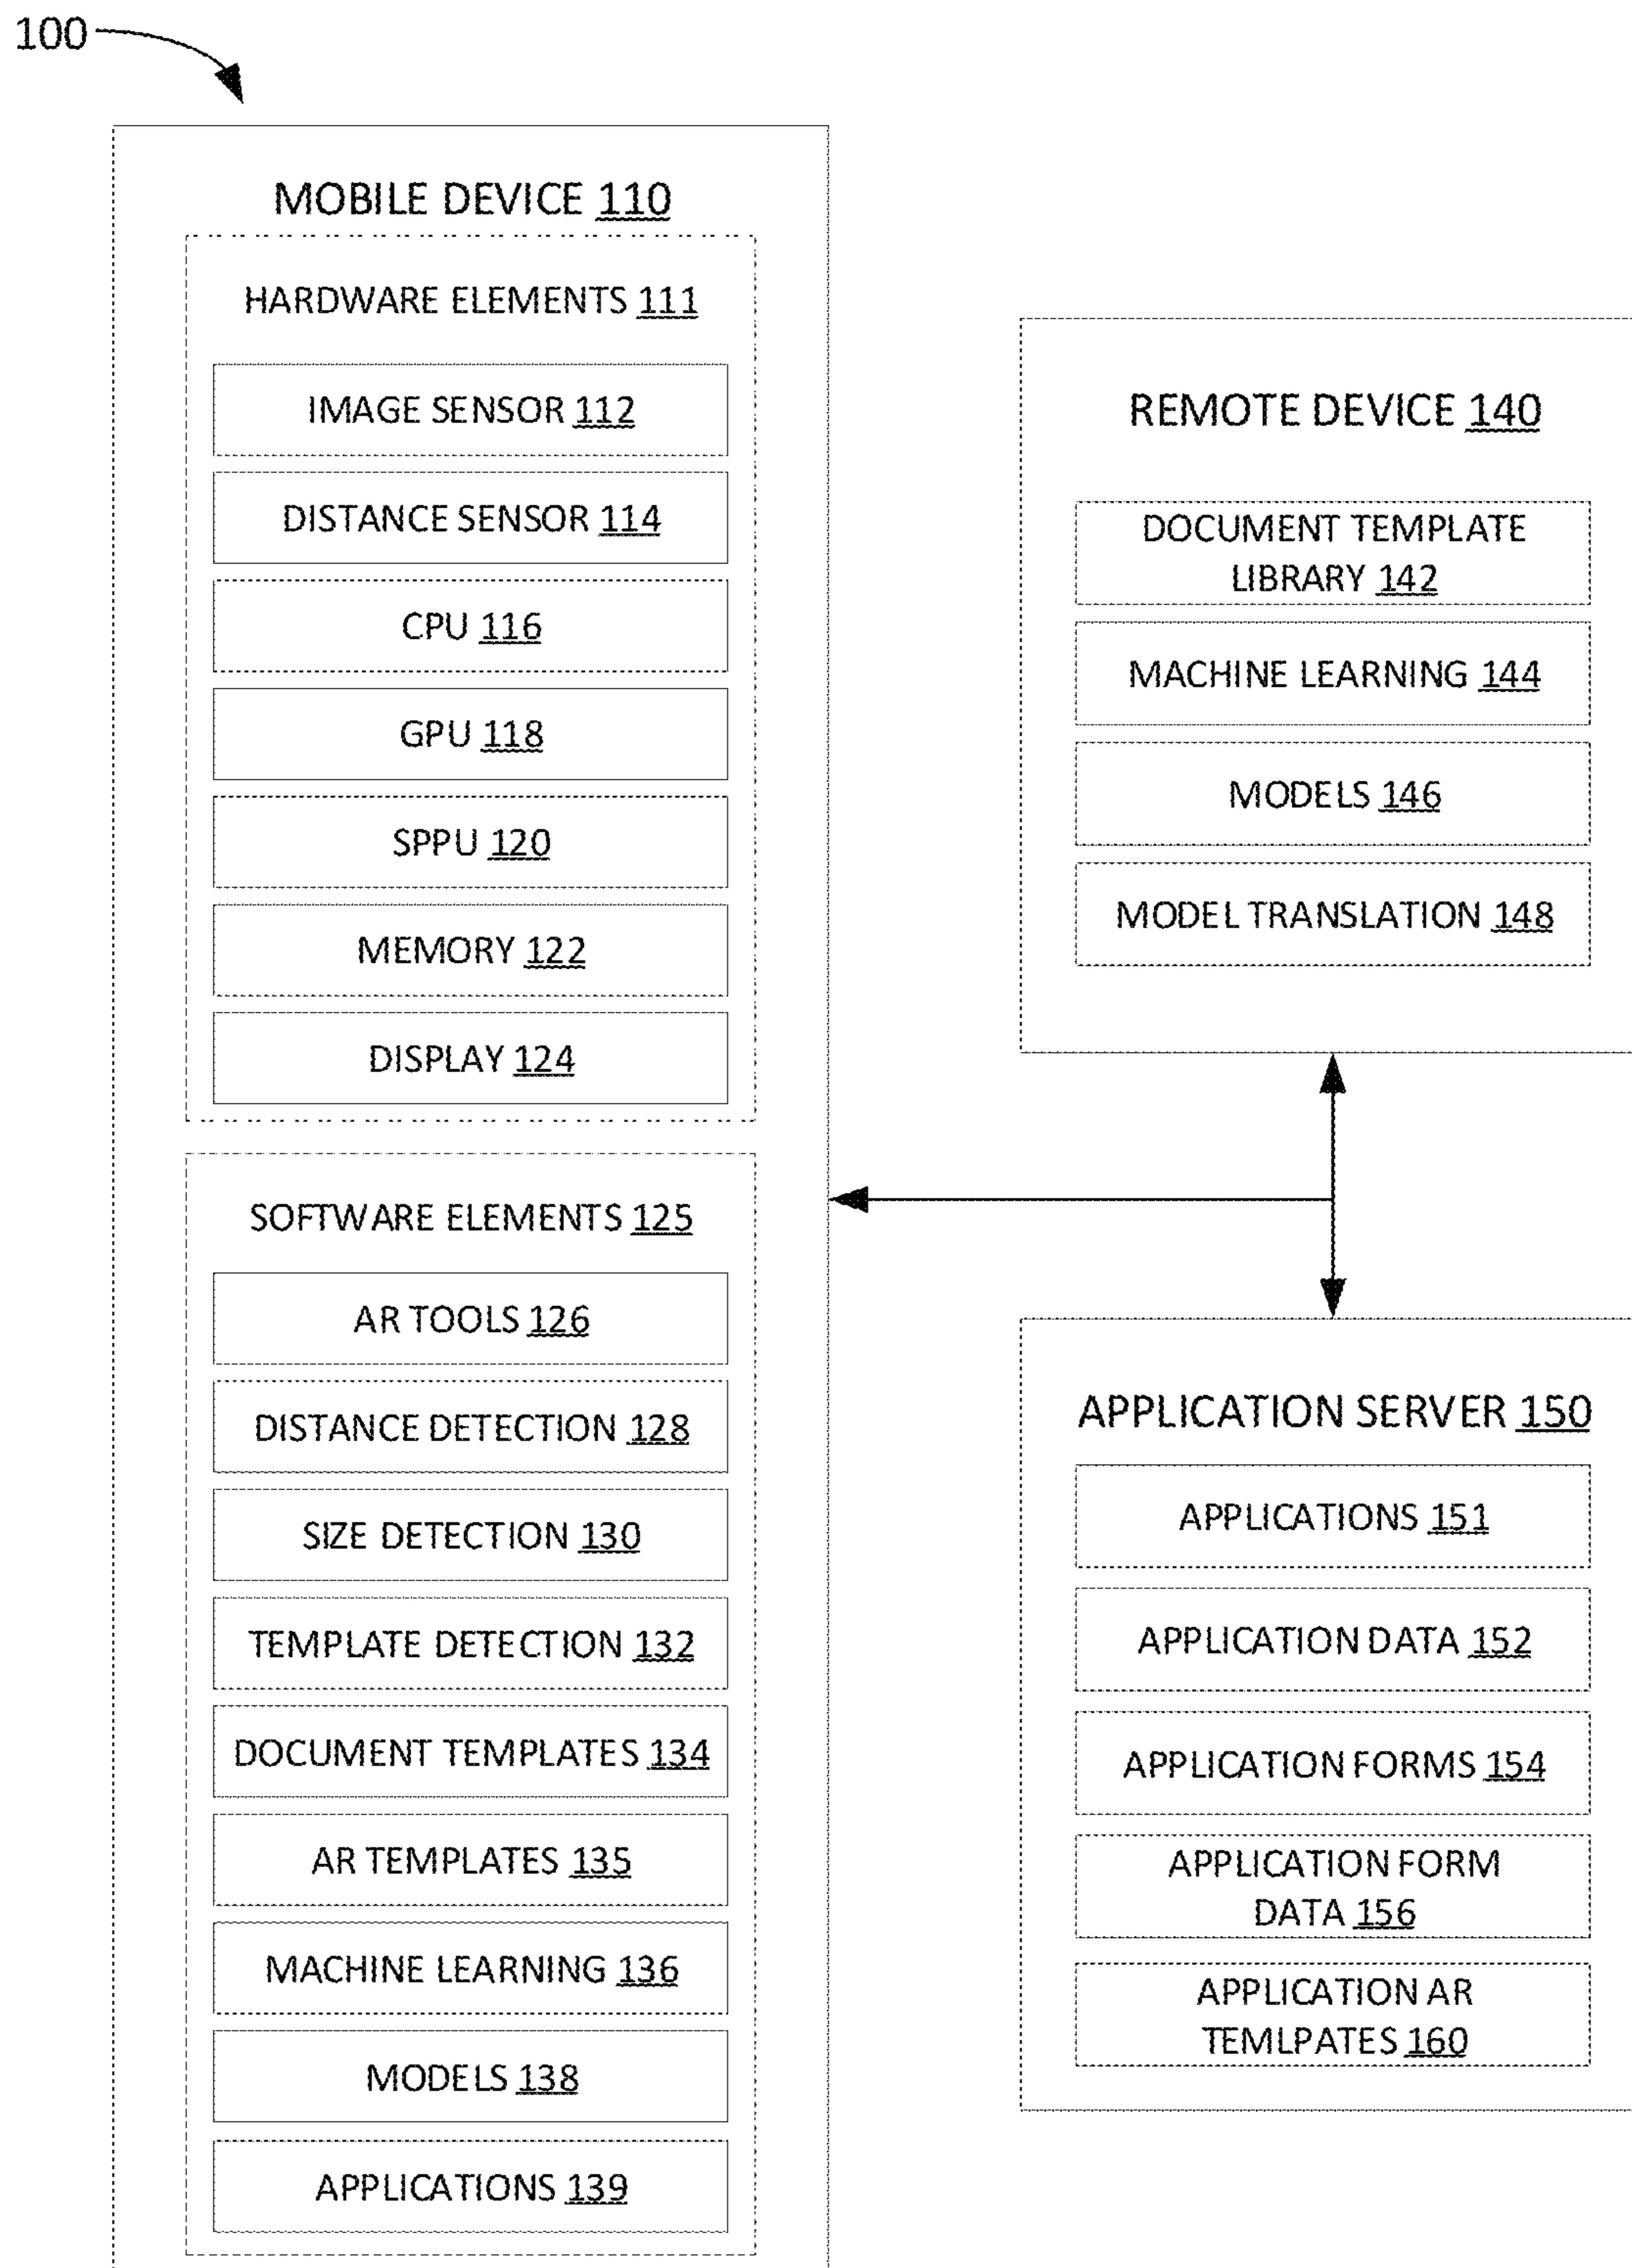 100
MOBILE DEVICE 110
HARDWARE ELEMENTS 111
IMAGE SENSOR 112
DISTANCE SENSOR 114
CPU 116
GPU 118
SPPU 120
MEMORY 122
DISPLAY 124
SOFTWARE ELEMENTS 125
AR TOOLS 126
DISTANCE DETECTION 128
SIZE DETECTION 130
TEMPLATE DETECTION 132
DOCUMENT TEMPLATES 134
AR TEMPLATES 135
MACHINE LEARNING 136
MODELS 138
APPLICATIONS 139
REMOTE DEVICE 140
DOCUMENT TEMPLATE
LIBRARY 142
MACHINE LEARNING 144
MODELS 146
MODEL TRANSLATION 148
APPLICATION SERVER 150
APPLICATIONS 151
APPLICATION DATA 152
APPLICATION FORMS 154
APPLICATION FORM
DATA 156
APPLICATION AR
TEMLPATES 160